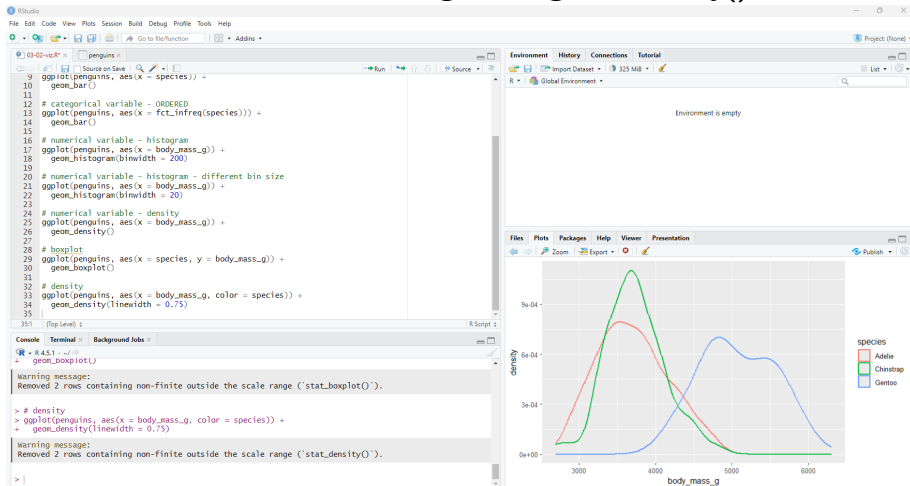 RStudio
File Edit Code View Plots Session Build Debug Profile Tools Help
Go to file/function Addins
Project: (None)
03-02-viz.R* penguins
Source on Save Run Source
9 ggplot(penguins, aes(x = species)) +
10 geom_bar()
11
12 # categorical variable - ORDERED
13 ggplot(penguins, aes(x = fct_infreq(species))) +
14 geom_bar()
15
16 # numerical variable - histogram
17 ggplot(penguins, aes(x = body_mass_g)) +
18 geom_histogram(binwidth = 200)
19
20 # numerical variable - histogram - different bin size
21 ggplot(penguins, aes(x = body_mass_g)) +
22 geom_histogram(binwidth = 20)
23
24 # numerical variable - density
25 ggplot(penguins, aes(x = body_mass_g)) +
26 geom_density()
27
28 # boxplot
29 ggplot(penguins, aes(x = species, y = body_mass_g)) +
30 geom_boxplot()
31
32 # density
33 ggplot(penguins, aes(x = body_mass_g, color = species)) +
34 geom_density(linewidth = 0.75)
35
35:1 (Top Level) R Script
Console Terminal Background Jobs
R 4.5.1 · ~/
+ geom_boxplot()
Warning message:
Removed 2 rows containing non-finite outside the scale range (`stat_boxplot()`).
> # density
> ggplot(penguins, aes(x = body_mass_g, color = species)) +
+ geom_density(linewidth = 0.75)
Warning message:
Removed 2 rows containing non-finite outside the scale range (`stat_density()`).
>
Environment History Connections Tutorial
Import Dataset 325 MiB List
R Global Environment
Environment is empty
Files Plots Packages Help Viewer Presentation
Zoom Export Publish
9e-04
6e-04
3e-04
0e+00
density
3000 4000 5000 6000
body_mass_g
species
Adelie
Chinstrap
Gentoo